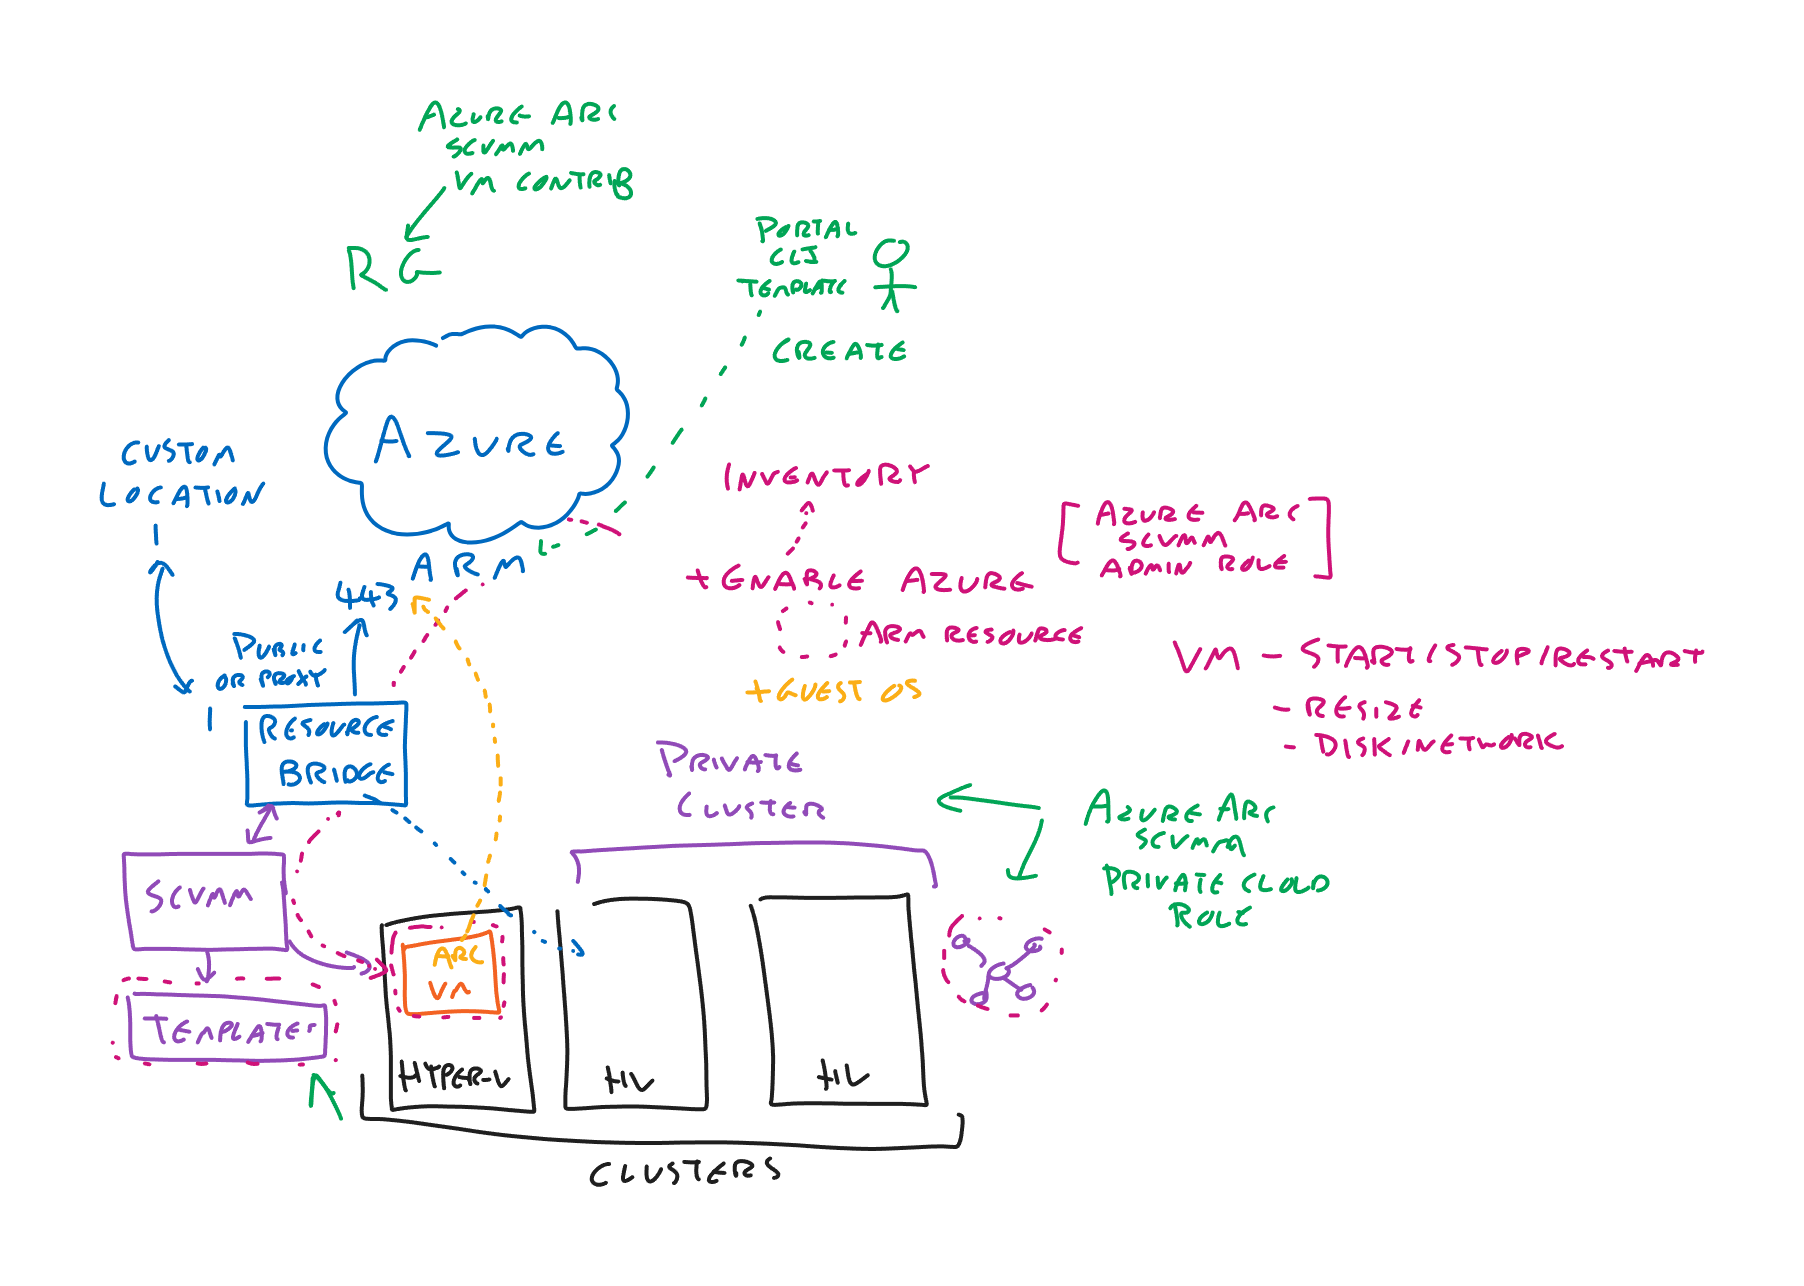 AZURE ARC
SCVMM
VM CONTRIB
RG
PORTAL
CLI
TEMPLATE
CREATE
AZURE
CUSTOM
LOCATION
ARM
443
PUBLIC
OR PROXY
RESOURCE
BRIDGE
INVENTORY
+ ENABLE AZURE
ARM RESOURCE
+ GUEST OS
AZURE ARC
SCVMM
ADMIN ROLE
VM - START/STOP/RESTART
- RESIZE
- DISK/NETWORK
PRIVATE
CLUSTER
AZURE ARC
SCVMM
PRIVATE CLOUD
ROLE
SCVMM
TEMPLATES
ARC
VM
HYPER-V
HV
HV
CLUSTERS